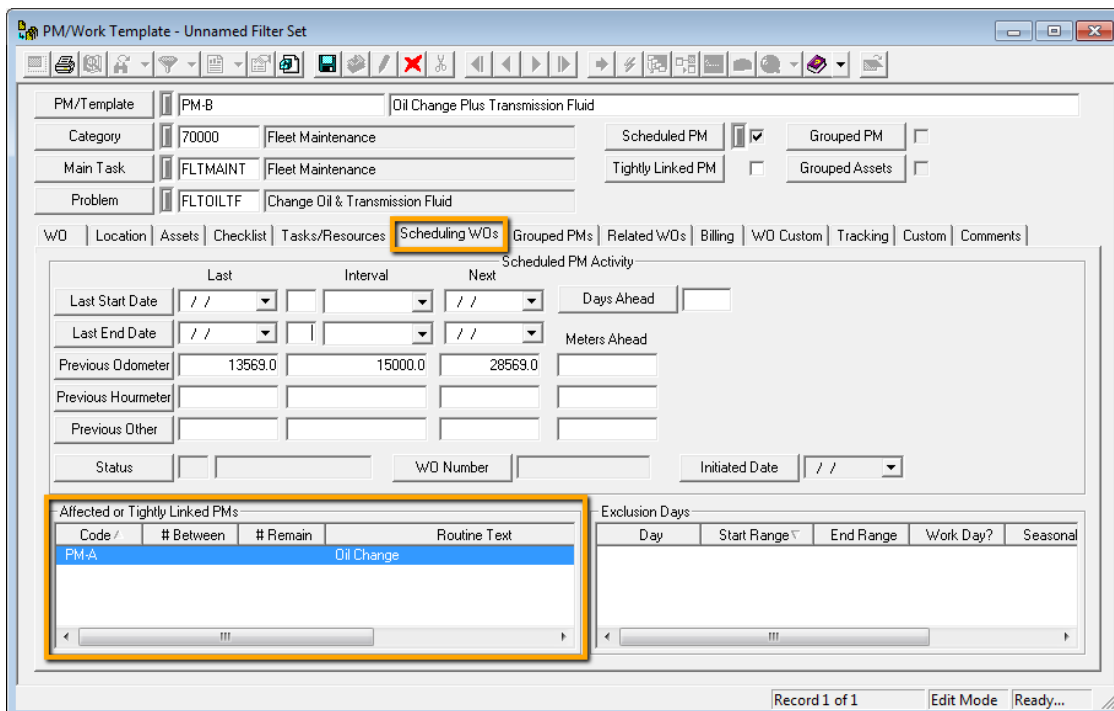 PM/Work Template - Unnamed Filter Set
PM/Template PM-B Oil Change Plus Transmission Fluid
Category 70000 Fleet Maintenance Scheduled PM Grouped PM
Main Task FLTMAINT Fleet Maintenance Tightly Linked PM Grouped Assets
Problem FLTOILTF Change Oil & Transmission Fluid
WO Location Assets Checklist Tasks/Resources Scheduling WOs Grouped PMs Related WOs Billing WO Custom Tracking Custom Comments
Scheduled PM Activity
Last Interval Next
Last Start Date / / / / Days Ahead
Last End Date / / / / Meters Ahead
Previous Odometer 13569.0 15000.0 28569.0
Previous Hourmeter
Previous Other
Status WO Number Initiated Date / /
Affected or Tightly Linked PMs Exclusion Days
Code # Between # Remain Routine Text Day Start Range End Range Work Day? Seasonal
PM-A Oil Change
Record 1 of 1 Edit Mode Ready...